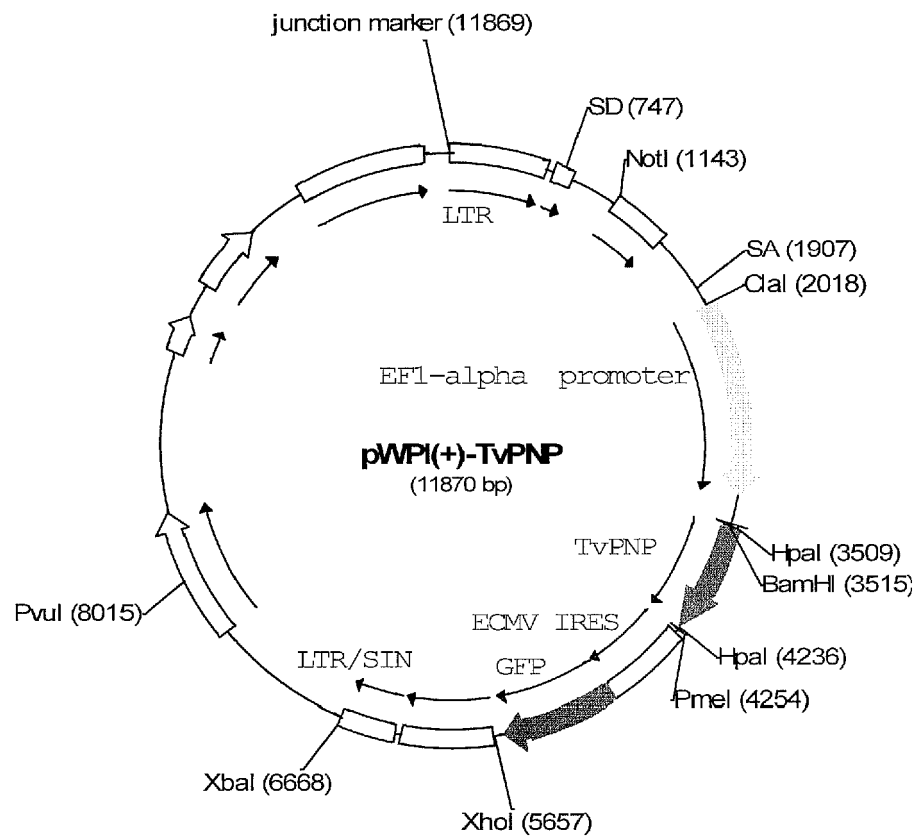 junction marker (11869)
SD (747)
NotI (1143)
LTR
SA (1907)
ClaI (2018)
EF1-alpha promoter
pWPI(+)-TvPNP
(11870 bp)
TvPNP
HpaI (3509)
BamHI (3515)
PvuI (8015)
ECMV IRES
LTR/SIN
GFP
HpaI (4236)
PmeI (4254)
XbaI (6668)
XhoI (5657)